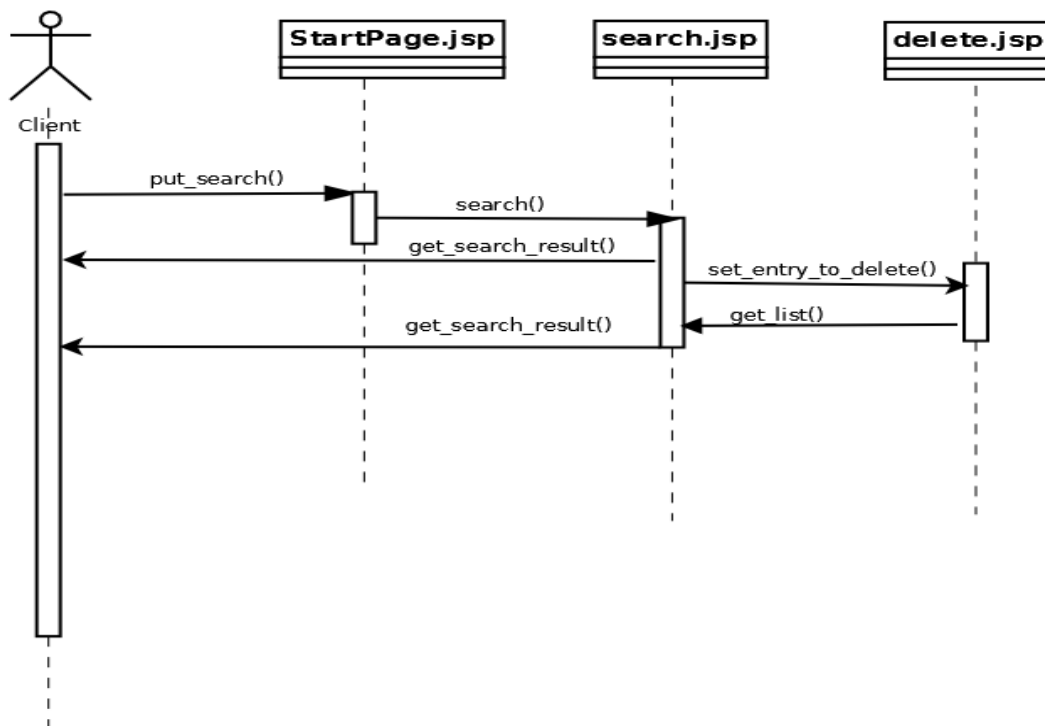 StartPage.jsp
search.jsp
delete.jsp
Client
put_search()
search()
get_search_result()
set_entry_to_delete()
get_list()
get_search_result()